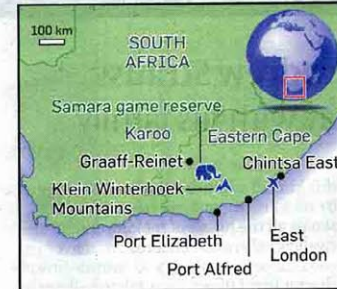 100 km
SOUTH
AFRICA
Samara game reserve
Karoo
Eastern Cape
Graaff-Reinet
Chintsa East
Klein Winterhoek
Mountains
Port Elizabeth
East
London
Port Alfred